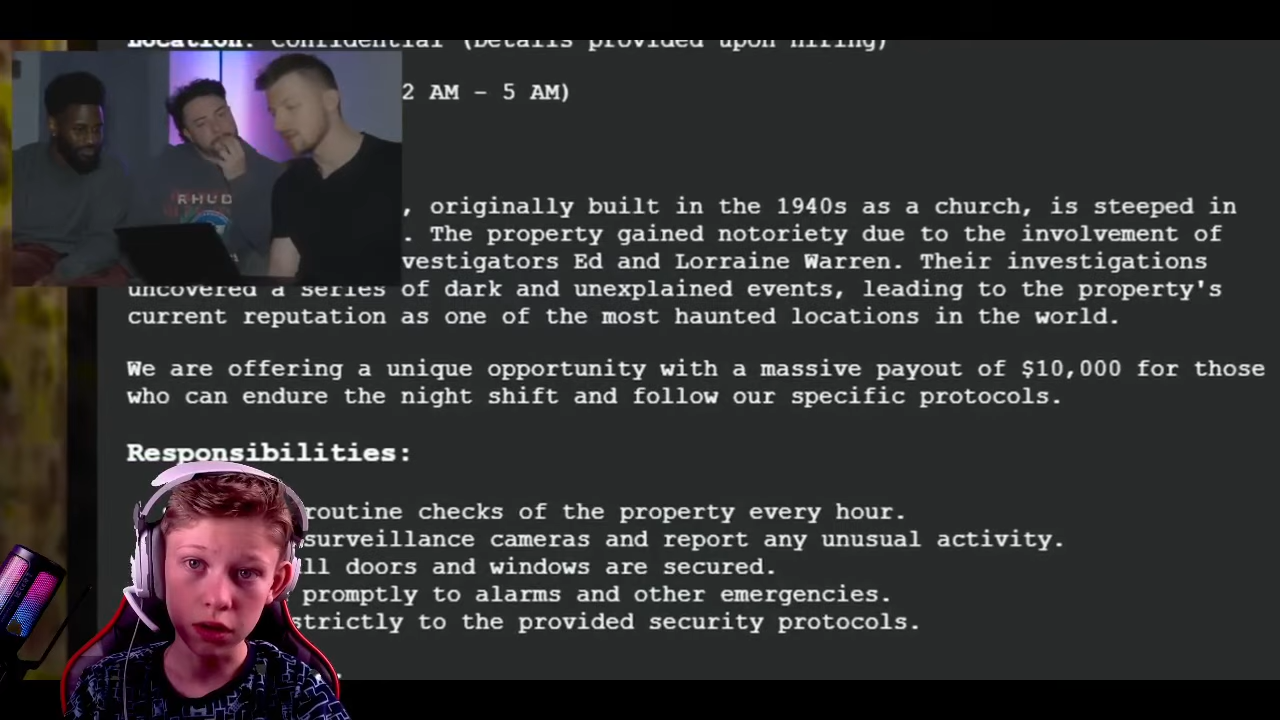 Location: Confidential (Details provided upon hiring)
2 AM – 5 AM)
, originally built in the 1940s as a church, is steeped in
. The property gained notoriety due to the involvement of
vestigators Ed and Lorraine Warren. Their investigations
RHUD
uncovered a series of dark and unexplained events, leading to the property's
current reputation as one of the most haunted locations in the world.
We are offering a unique opportunity with a massive payout of $10,000 for those
who can endure the night shift and follow our specific protocols.
Responsibilities:
routine checks of the property every hour.
surveillance cameras and report any unusual activity.
ll doors and windows are secured.
promptly to alarms and other emergencies.
strictly to the provided security protocols.